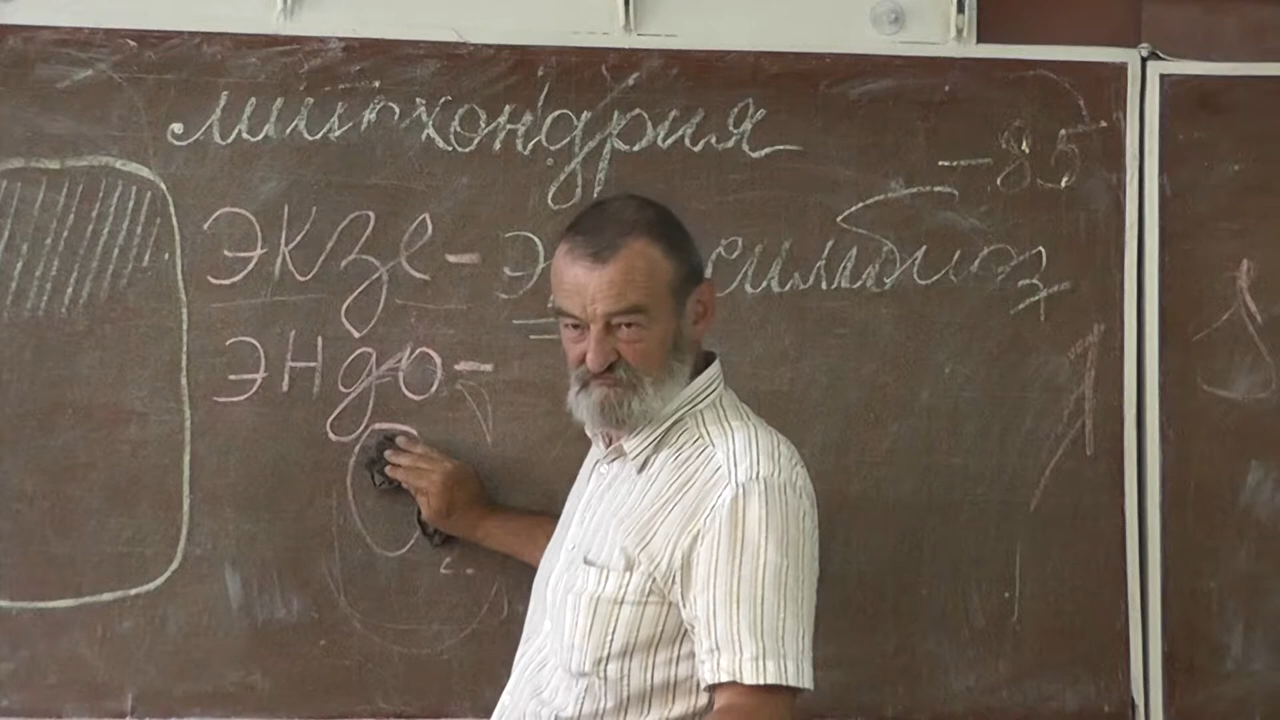 митохондрия
-85
экзе- э симбиоз
эндо-